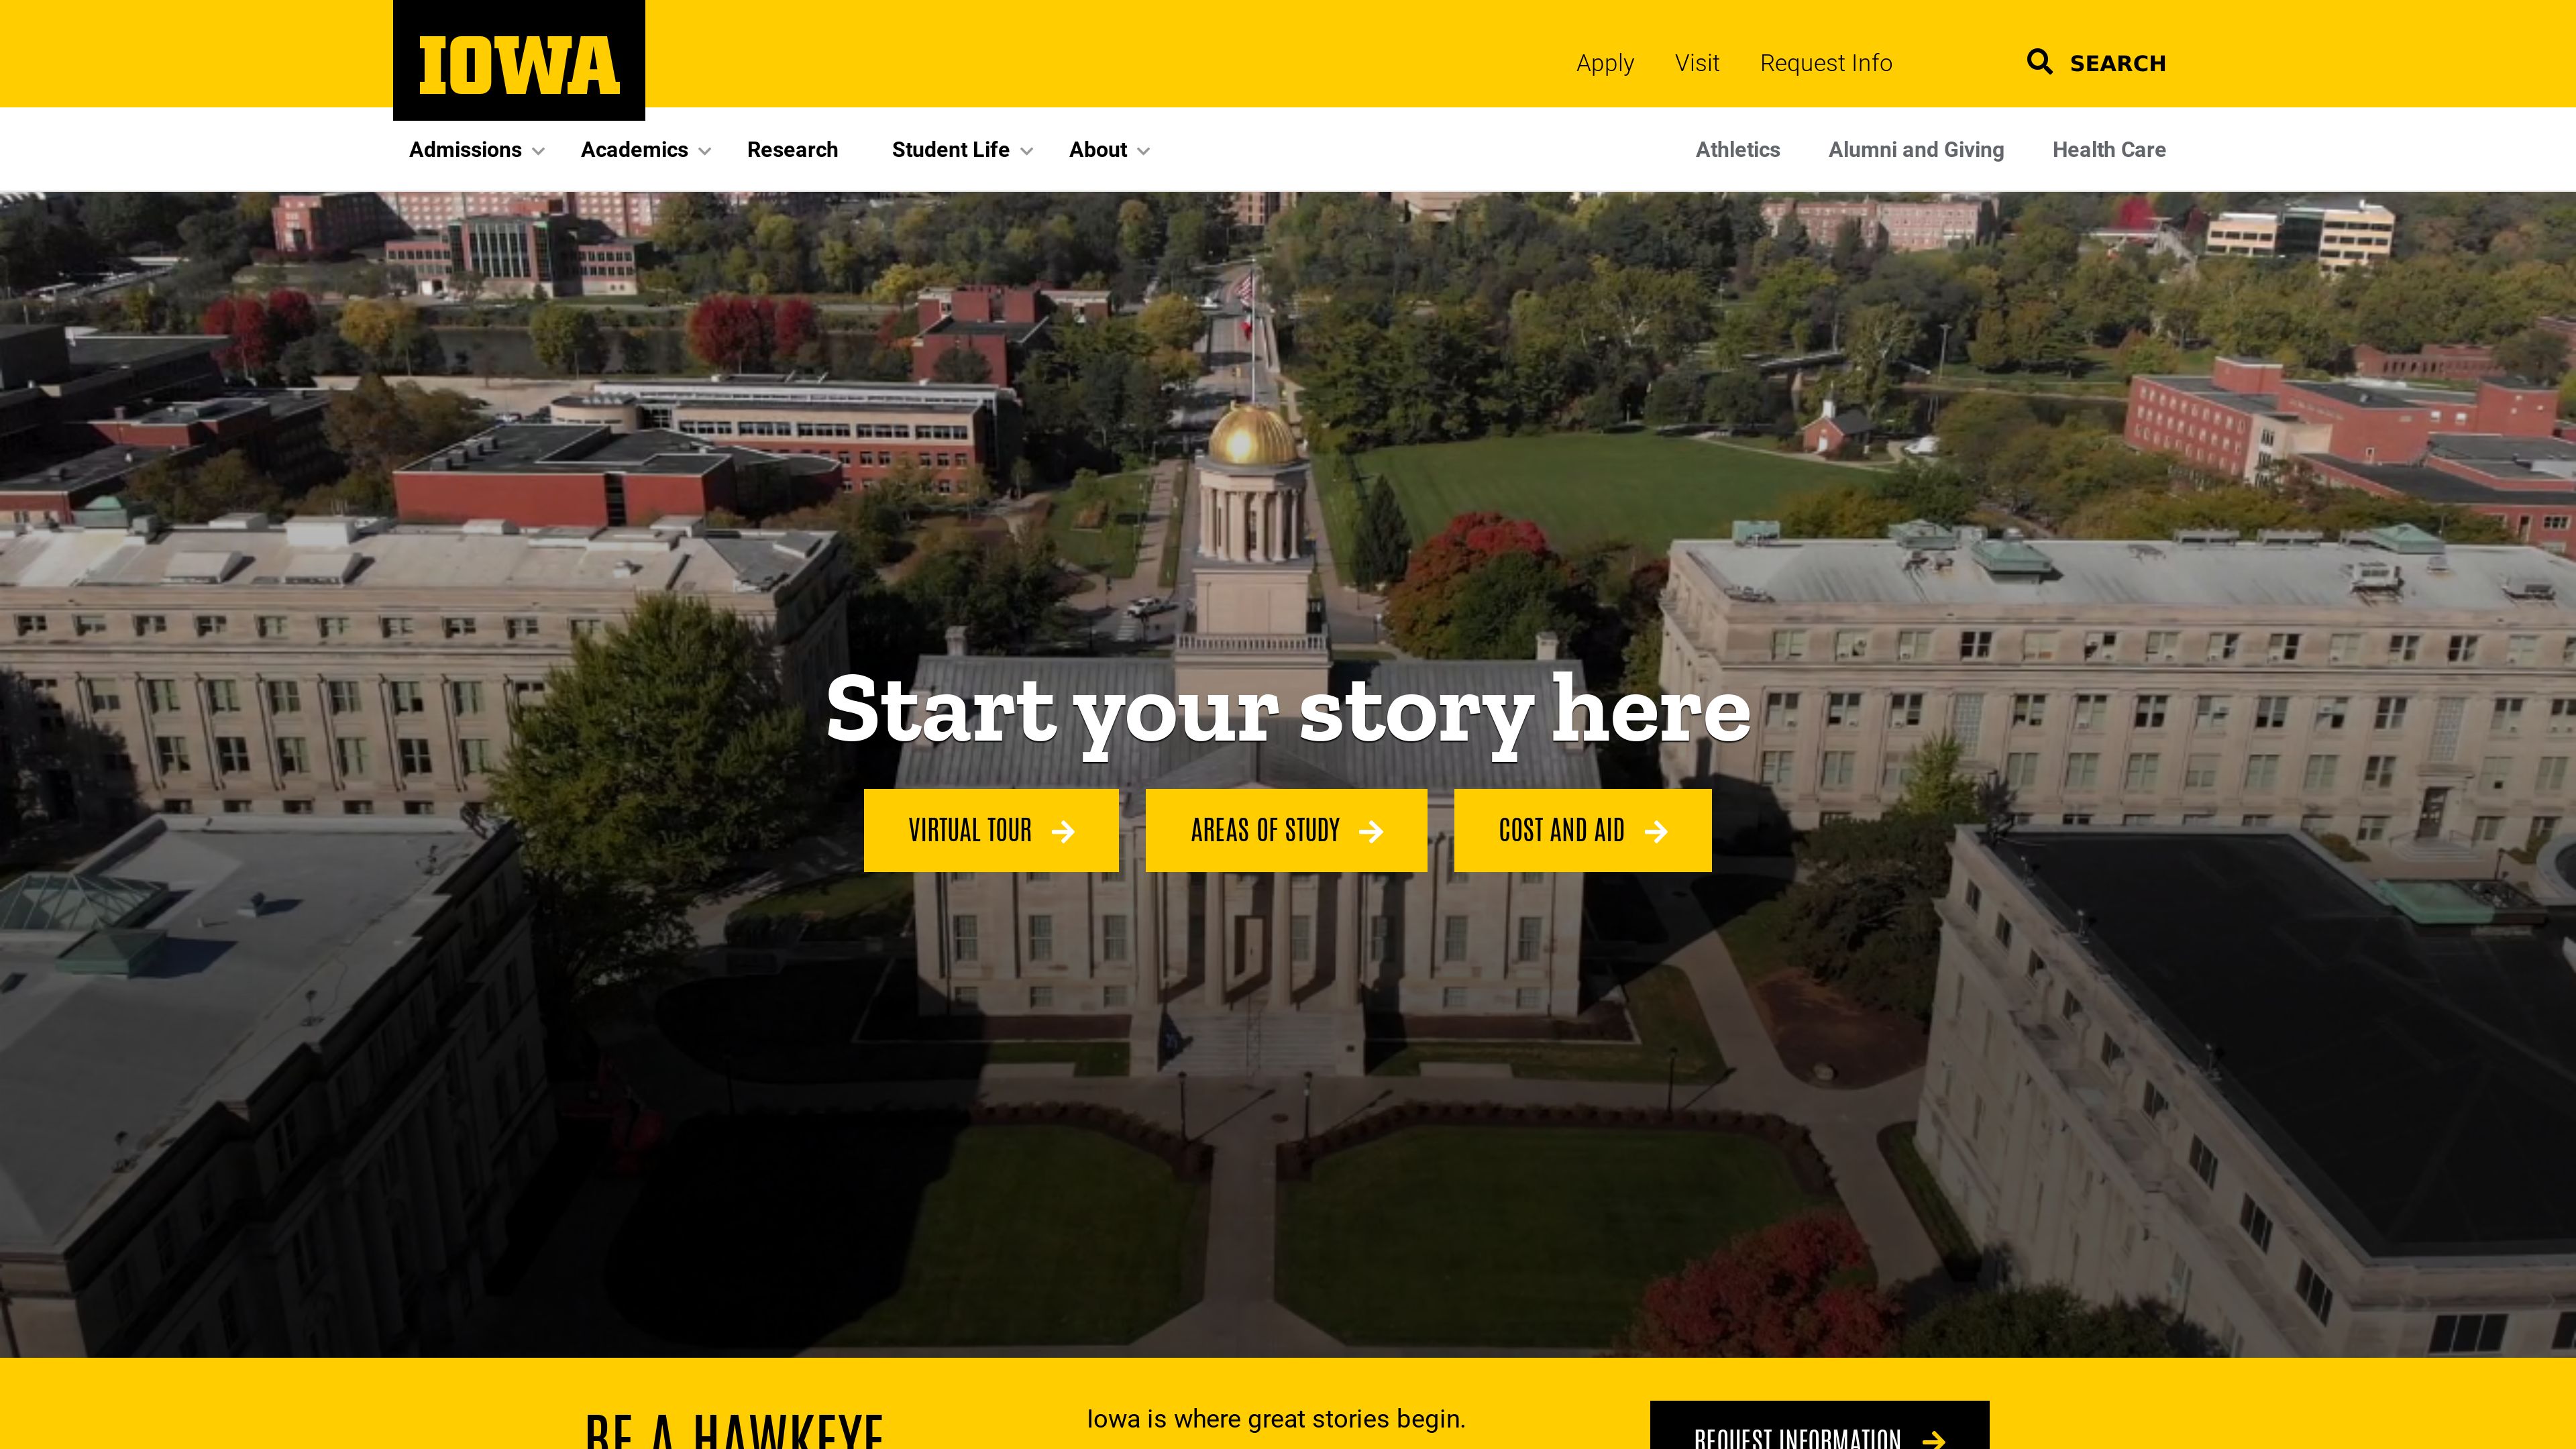 IOWA
Apply Visit Request Info SEARCH
Admissions Academics Research Student Life About Athletics Alumni and Giving Health Care
Start your story here
VIRTUAL TOUR AREAS OF STUDY COST AND AID
BE A HAWKEYE
Iowa is where great stories begin.
REQUEST INFORMATION